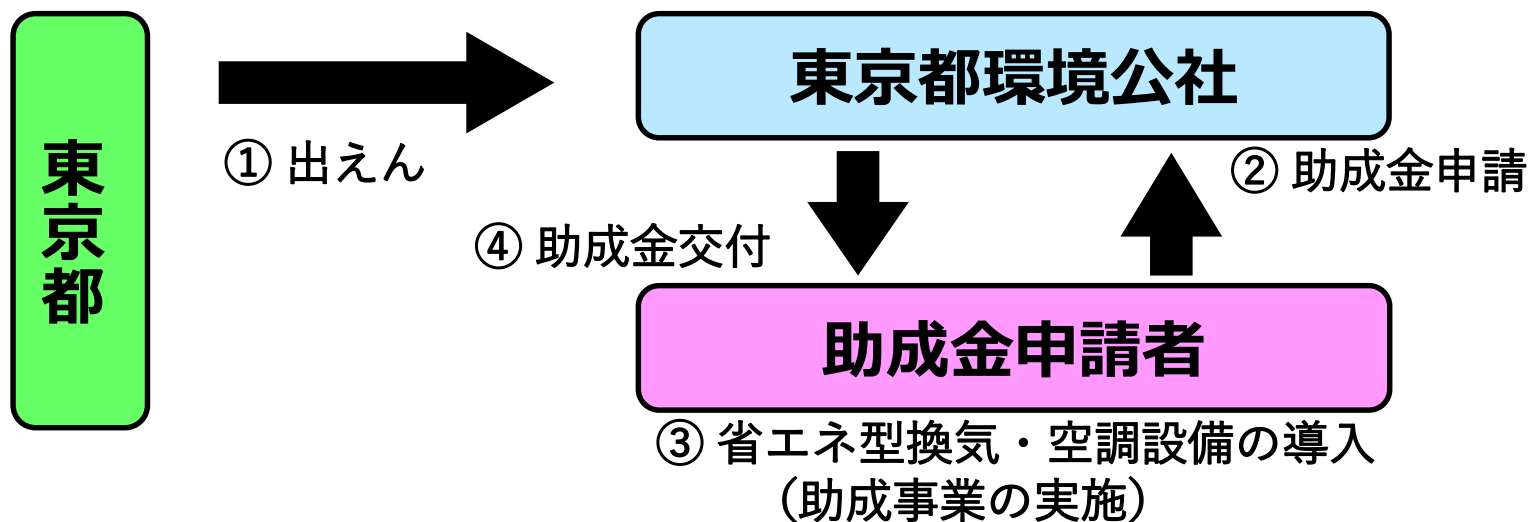 東京都
① 出えん
東京都環境公社
② 助成金申請
④ 助成金交付
助成金申請者
③ 省エネ型換気・空調設備の導入
（助成事業の実施）